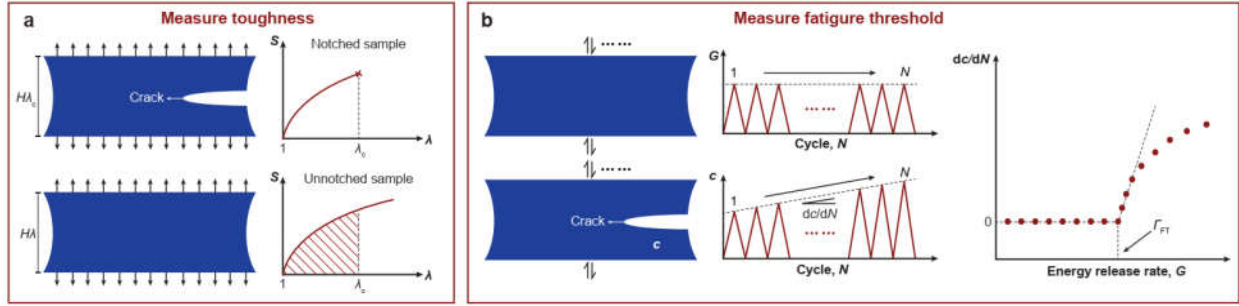 a
Measure toughness
S
Notched sample
Hλc
Crack
1
λc
λ
S
Unnotched sample
Hλ
1
λc
λ
b
Measure fatigure threshold
......
G
1
N
......
Cycle, N
......
......
c
1
N
dc/dN
Crack
c
......
Cycle, N
dc/dN
0
ΓFT
Energy release rate, G